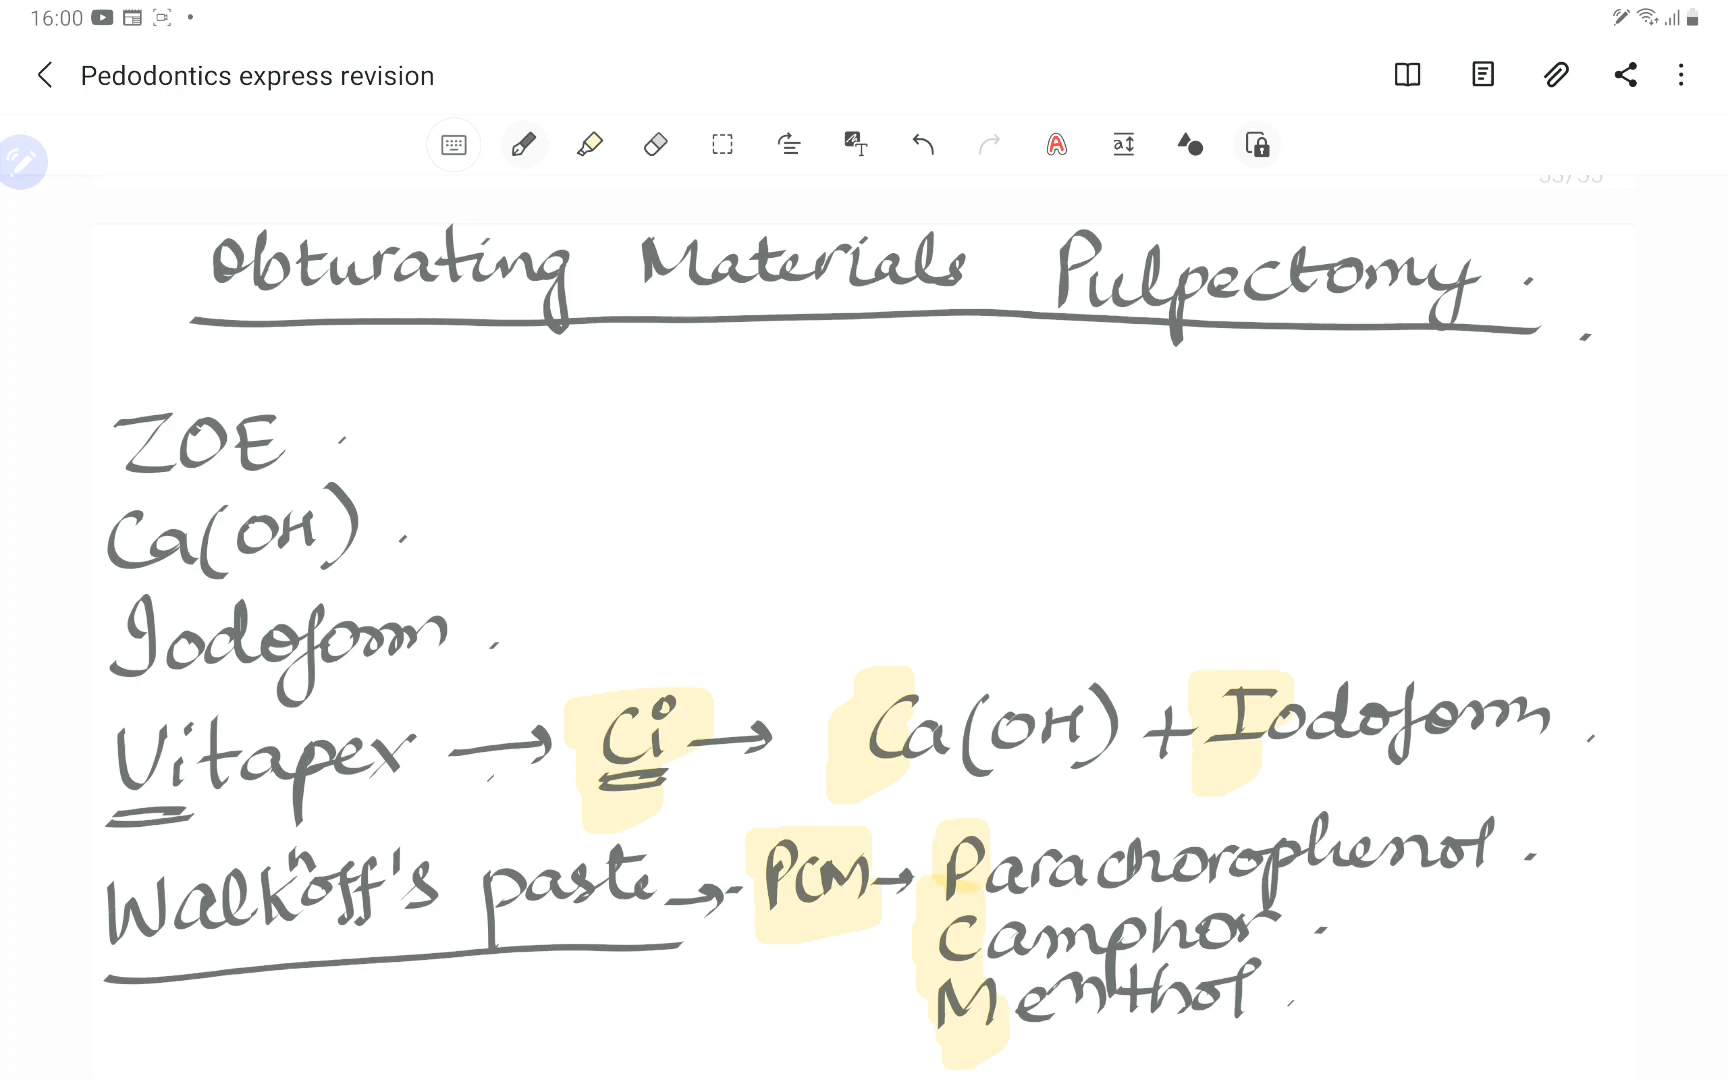 16:00
Pedodontics express revision
Obturating Materials Pulpectomy.
ZOE.
Ca(OH).
Iodoform.
Vitapex → Ci → Ca(OH) + Iodoform.
Walkhoff's paste → PCM → Parachorophenol.
Camphor.
Menthol.